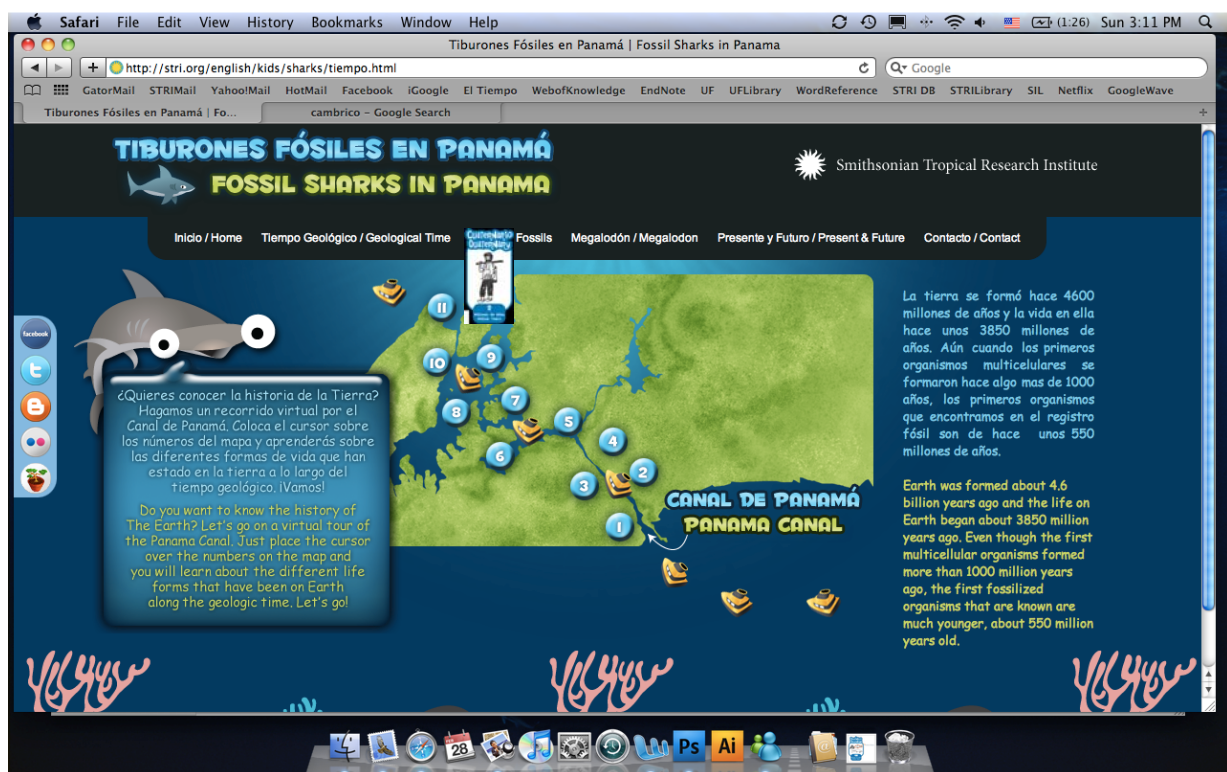 Safari File Edit View History Bookmarks Window Help (1:26) Sun 3:11 PM
Tiburones Fósiles en Panamá | Fossil Sharks in Panama
http://stri.org/english/kids/sharks/tiempo.html Google
GatorMail STRIMail Yahoo!Mail HotMail Facebook iGoogle El Tiempo WebofKnowledge EndNote UF UFLibrary WordReference STRI DB STRILibrary SIL Netflix GoogleWave
Tiburones Fósiles en Panamá | Fo... cambrico – Google Search
TIBURONES FÓSILES EN PANAMÁ
FOSSIL SHARKS IN PANAMA
Smithsonian Tropical Research Institute
Inicio / Home Tiempo Geológico / Geological Time Fossils Megalodón / Megalodon Presente y Futuro / Present & Future Contacto / Contact
Cuaternario
Quaternary
facebook
¿Quieres conocer la historia de la Tierra?
Hagamos un recorrido virtual por el
Canal de Panamá. Coloca el cursor sobre
los números del mapa y aprenderás sobre
las diferentes formas de vida que han
estado en la tierra a lo largo del
tiempo geológico. ¡Vamos!
Do you want to know the history of
The Earth? Let's go on a virtual tour of
the Panama Canal. Just place the cursor
over the numbers on the map and
you will learn about the different life
forms that have been on Earth
along the geologic time. Let's go!
11
10
9
8
7
6
5
4
3
2
1
CANAL DE PANAMÁ
PANAMA CANAL
La tierra se formó hace 4600
millones de años y la vida en ella
hace unos 3850 millones de
años. Aún cuando los primeros
organismos multicelulares se
formaron hace algo mas de 1000
años, los primeros organismos
que encontramos en el registro
fósil son de hace unos 550
millones de años.
Earth was formed about 4.6
billion years ago and the life on
Earth began about 3850 million
years ago. Even though the first
multicellular organisms formed
more than 1000 million years
ago, the first fossilized
organisms that are known are
much younger, about 550 million
years old.
FEB
28
Ps
Ai